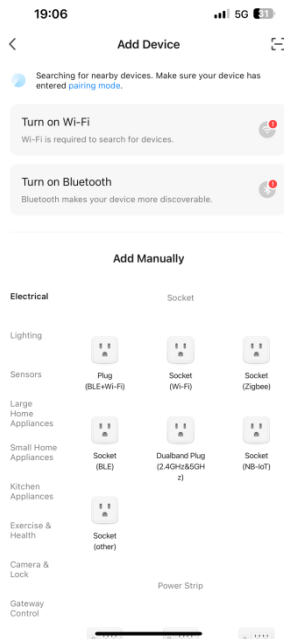 19:06
5G 31
Add Device
Searching for nearby devices. Make sure your device has
entered pairing mode.
Turn on Wi-Fi
Wi-Fi is required to search for devices.
Turn on Bluetooth
Bluetooth makes your device more discoverable.
Add Manually
Electrical
Lighting
Sensors
Large
Home
Appliances
Small Home
Appliances
Kitchen
Appliances
Exercise &
Health
Camera &
Lock
Gateway
Control
Socket
Plug
(BLE+Wi-Fi)
Socket
(Wi-Fi)
Socket
(Zigbee)
Socket
(BLE)
Dualband Plug
(2.4GHz&5GH
z)
Socket
(NB-IoT)
Socket
(other)
Power Strip